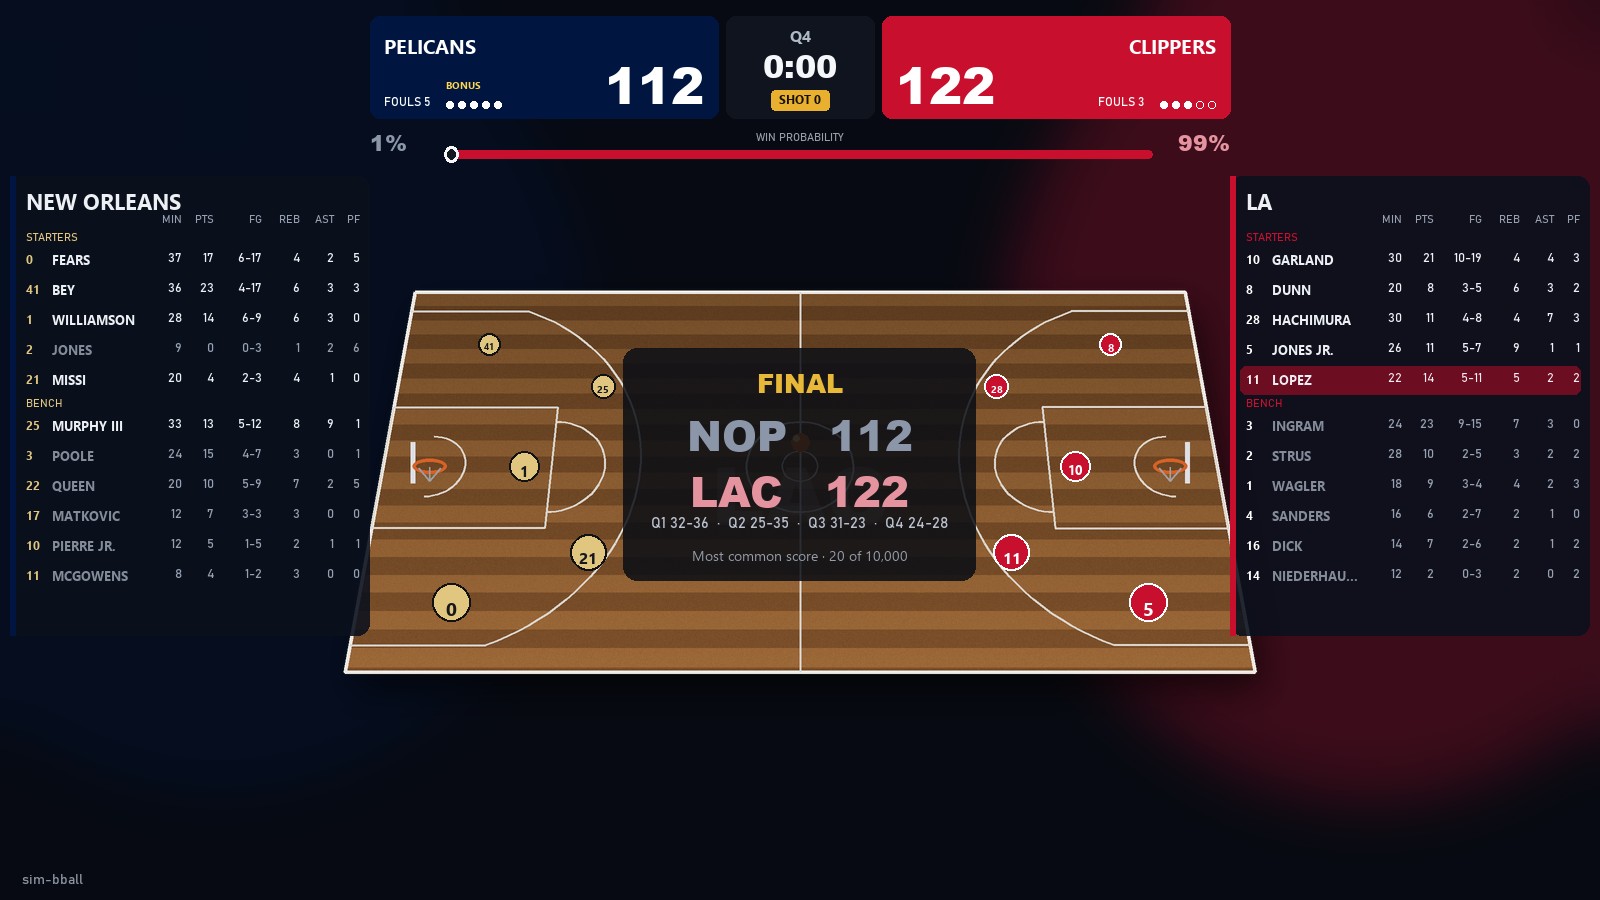 PELICANS
FOULS 5
BONUS
112
Q4
0:00
SHOT 0
CLIPPERS
122
FOULS 3
1%
WIN PROBABILITY
99%
NEW ORLEANS
MIN PTS FG REB AST PF
STARTERS
0 FEARS 37 17 6-17 4 2 5
41 BEY 36 23 4-17 6 3 3
1 WILLIAMSON 28 14 6-9 6 3 0
2 JONES 9 0 0-3 1 2 6
21 MISSI 20 4 2-3 4 1 0
BENCH
25 MURPHY III 33 13 5-12 8 9 1
3 POOLE 24 15 4-7 3 0 1
22 QUEEN 20 10 5-9 7 2 5
17 MATKOVIC 12 7 3-3 3 0 0
10 PIERRE JR. 12 5 1-5 2 1 1
11 MCGOWENS 8 4 1-2 3 0 0
41
25
1
21
0
FINAL
NOP 112
LAC 122
Q1 32-36 · Q2 25-35 · Q3 31-23 · Q4 24-28
Most common score · 20 of 10,000
8
28
10
11
5
LA
MIN PTS FG REB AST PF
STARTERS
10 GARLAND 30 21 10-19 4 4 3
8 DUNN 20 8 3-5 6 3 2
28 HACHIMURA 30 11 4-8 4 7 3
5 JONES JR. 26 11 5-7 9 1 1
11 LOPEZ 22 14 5-11 5 2 2
BENCH
3 INGRAM 24 23 9-15 7 3 0
2 STRUS 28 10 2-5 3 2 2
1 WAGLER 18 9 3-4 4 2 3
4 SANDERS 16 6 2-7 2 1 0
16 DICK 14 7 2-6 2 1 2
14 NIEDERHAU... 12 2 0-3 2 0 2
sim-bball